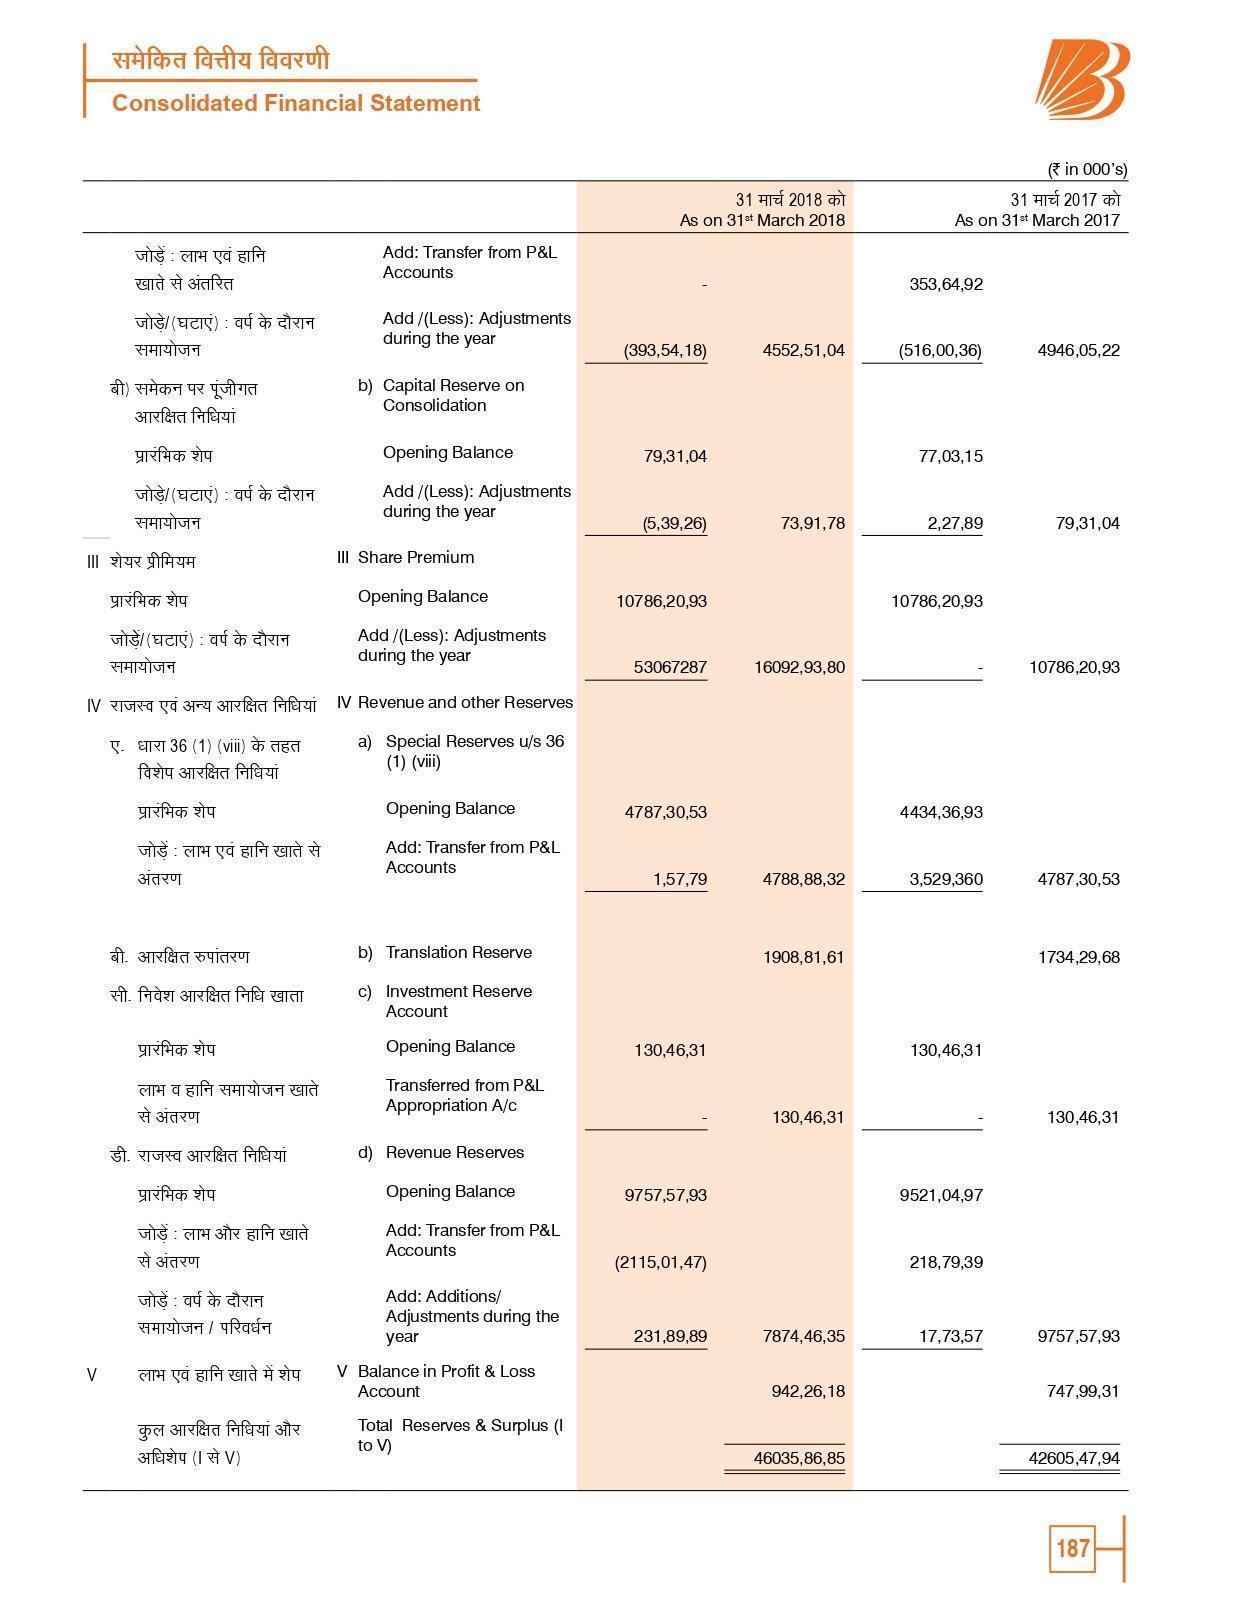 समेकित वित्तीय विवरणी
Consolidated Financial Statement
(₹ in 000’s)
31 मार्च 2018 को 31 मार्च 2017 को
As on 31st March 2018 As on 31st March 2017
जोड़ें : लाभ एवं हानि Add: Transfer from P&L
खाते से अंतरित Accounts - 353,64,92
जोड़े/(घटाएं) : वर्ष के दौरान Add /(Less): Adjustments
समायोजन during the year (393,54,18) 4552,51,04 (516,00,36) 4946,05,22
बी) समेकन पर पूंजीगत b) Capital Reserve on
आरक्षित निधियां Consolidation
प्रारंभिक शेष Opening Balance 79,31,04 77,03,15
जोड़े/(घटाएं) : वर्ष के दौरान Add /(Less): Adjustments
समायोजन during the year (5,39,26) 73,91,78 2,27,89 79,31,04
III शेयर प्रीमियम III Share Premium
प्रारंभिक शेष Opening Balance 10786,20,93 10786,20,93
जोड़ें/(घटाएं) : वर्ष के दौरान Add /(Less): Adjustments
समायोजन during the year 53067287 16092,93,80 - 10786,20,93
IV राजस्व एवं अन्य आरक्षित निधियां IV Revenue and other Reserves
ए. धारा 36 (1) (viii) के तहत a) Special Reserves u/s 36
विशेष आरक्षित निधियां (1) (viii)
प्रारंभिक शेष Opening Balance 4787,30,53 4434,36,93
जोड़ें : लाभ एवं हानि खाते से Add: Transfer from P&L
अंतरण Accounts 1,57,79 4788,88,32 3,529,360 4787,30,53
बी. आरक्षित रुपांतरण b) Translation Reserve 1908,81,61 1734,29,68
सी. निवेश आरक्षित निधि खाता c) Investment Reserve
Account
प्रारंभिक शेष Opening Balance 130,46,31 130,46,31
लाभ व हानि समायोजन खाते Transferred from P&L
से अंतरण Appropriation A/c - 130,46,31 - 130,46,31
डी. राजस्व आरक्षित निधियां d) Revenue Reserves
प्रारंभिक शेष Opening Balance 9757,57,93 9521,04,97
जोड़ें : लाभ और हानि खाते Add: Transfer from P&L
से अंतरण Accounts (2115,01,47) 218,79,39
जोड़ें : वर्ष के दौरान Add: Additions/
समायोजन / परिवर्धन Adjustments during the
year 231,89,89 7874,46,35 17,73,57 9757,57,93
V लाभ एवं हानि खाते में शेष V Balance in Profit & Loss
Account 942,26,18 747,99,31
कुल आरक्षित निधियां और Total Reserves & Surplus (I
अधिशेष (I से V) to V) 46035,86,85 42605,47,94
187